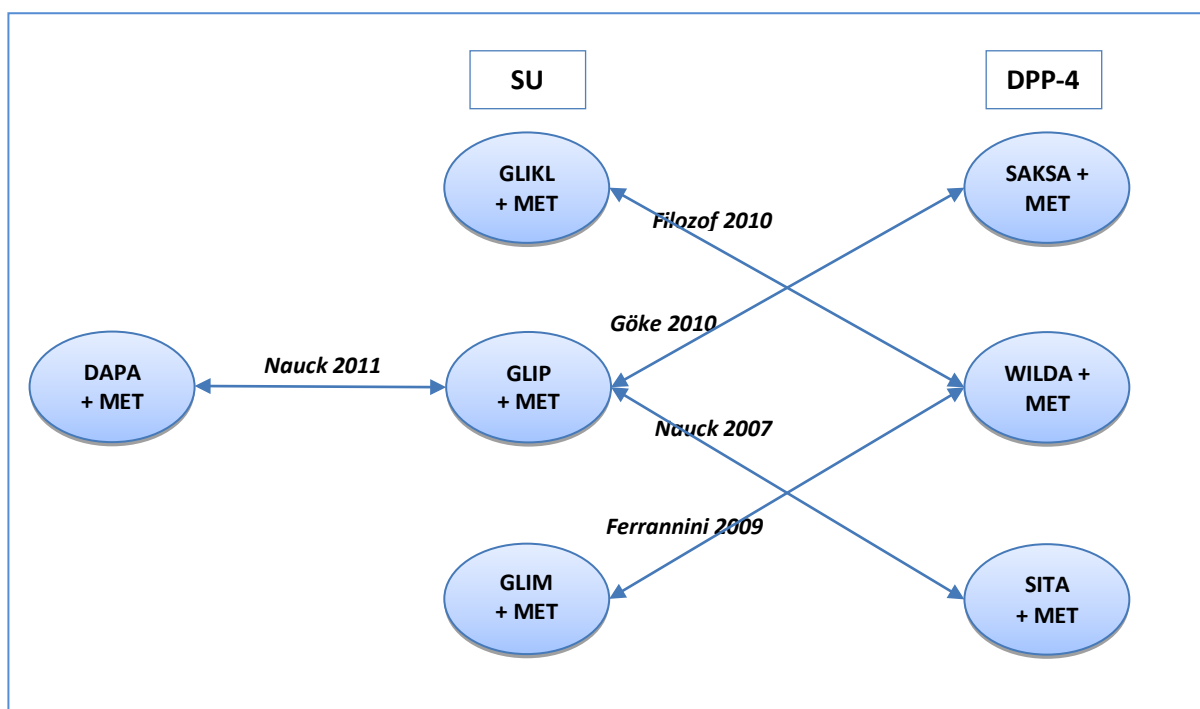 SU
DPP-4
GLIKL
+ MET
SAKSA +
MET
Filozof 2010
Göke 2010
DAPA
+ MET
Nauck 2011
GLIP
+ MET
WILDA +
MET
Nauck 2007
Ferrannini 2009
GLIM
+ MET
SITA
+ MET